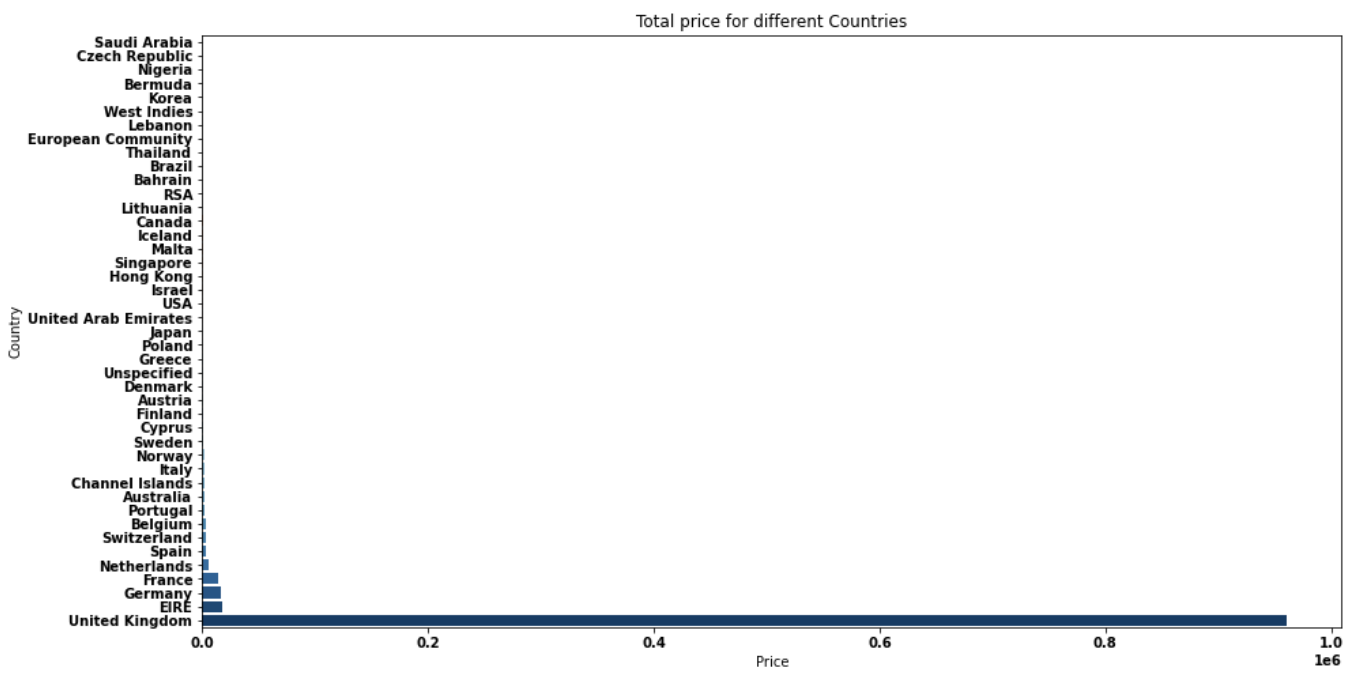 Total price for different Countries
Saudi Arabia
Czech Republic
Nigeria
Bermuda
Korea
West Indies
Lebanon
European Community
Thailand
Brazil
Bahrain
RSA
Lithuania
Canada
Iceland
Malta
Singapore
Hong Kong
Israel
USA
United Arab Emirates
Japan
Poland
Greece
Unspecified
Denmark
Austria
Finland
Cyprus
Sweden
Norway
Italy
Channel Islands
Australia
Portugal
Belgium
Switzerland
Spain
Netherlands
France
Germany
EIRE
United Kingdom
Country
0.0 0.2 0.4 0.6 0.8 1.0
1e6
Price